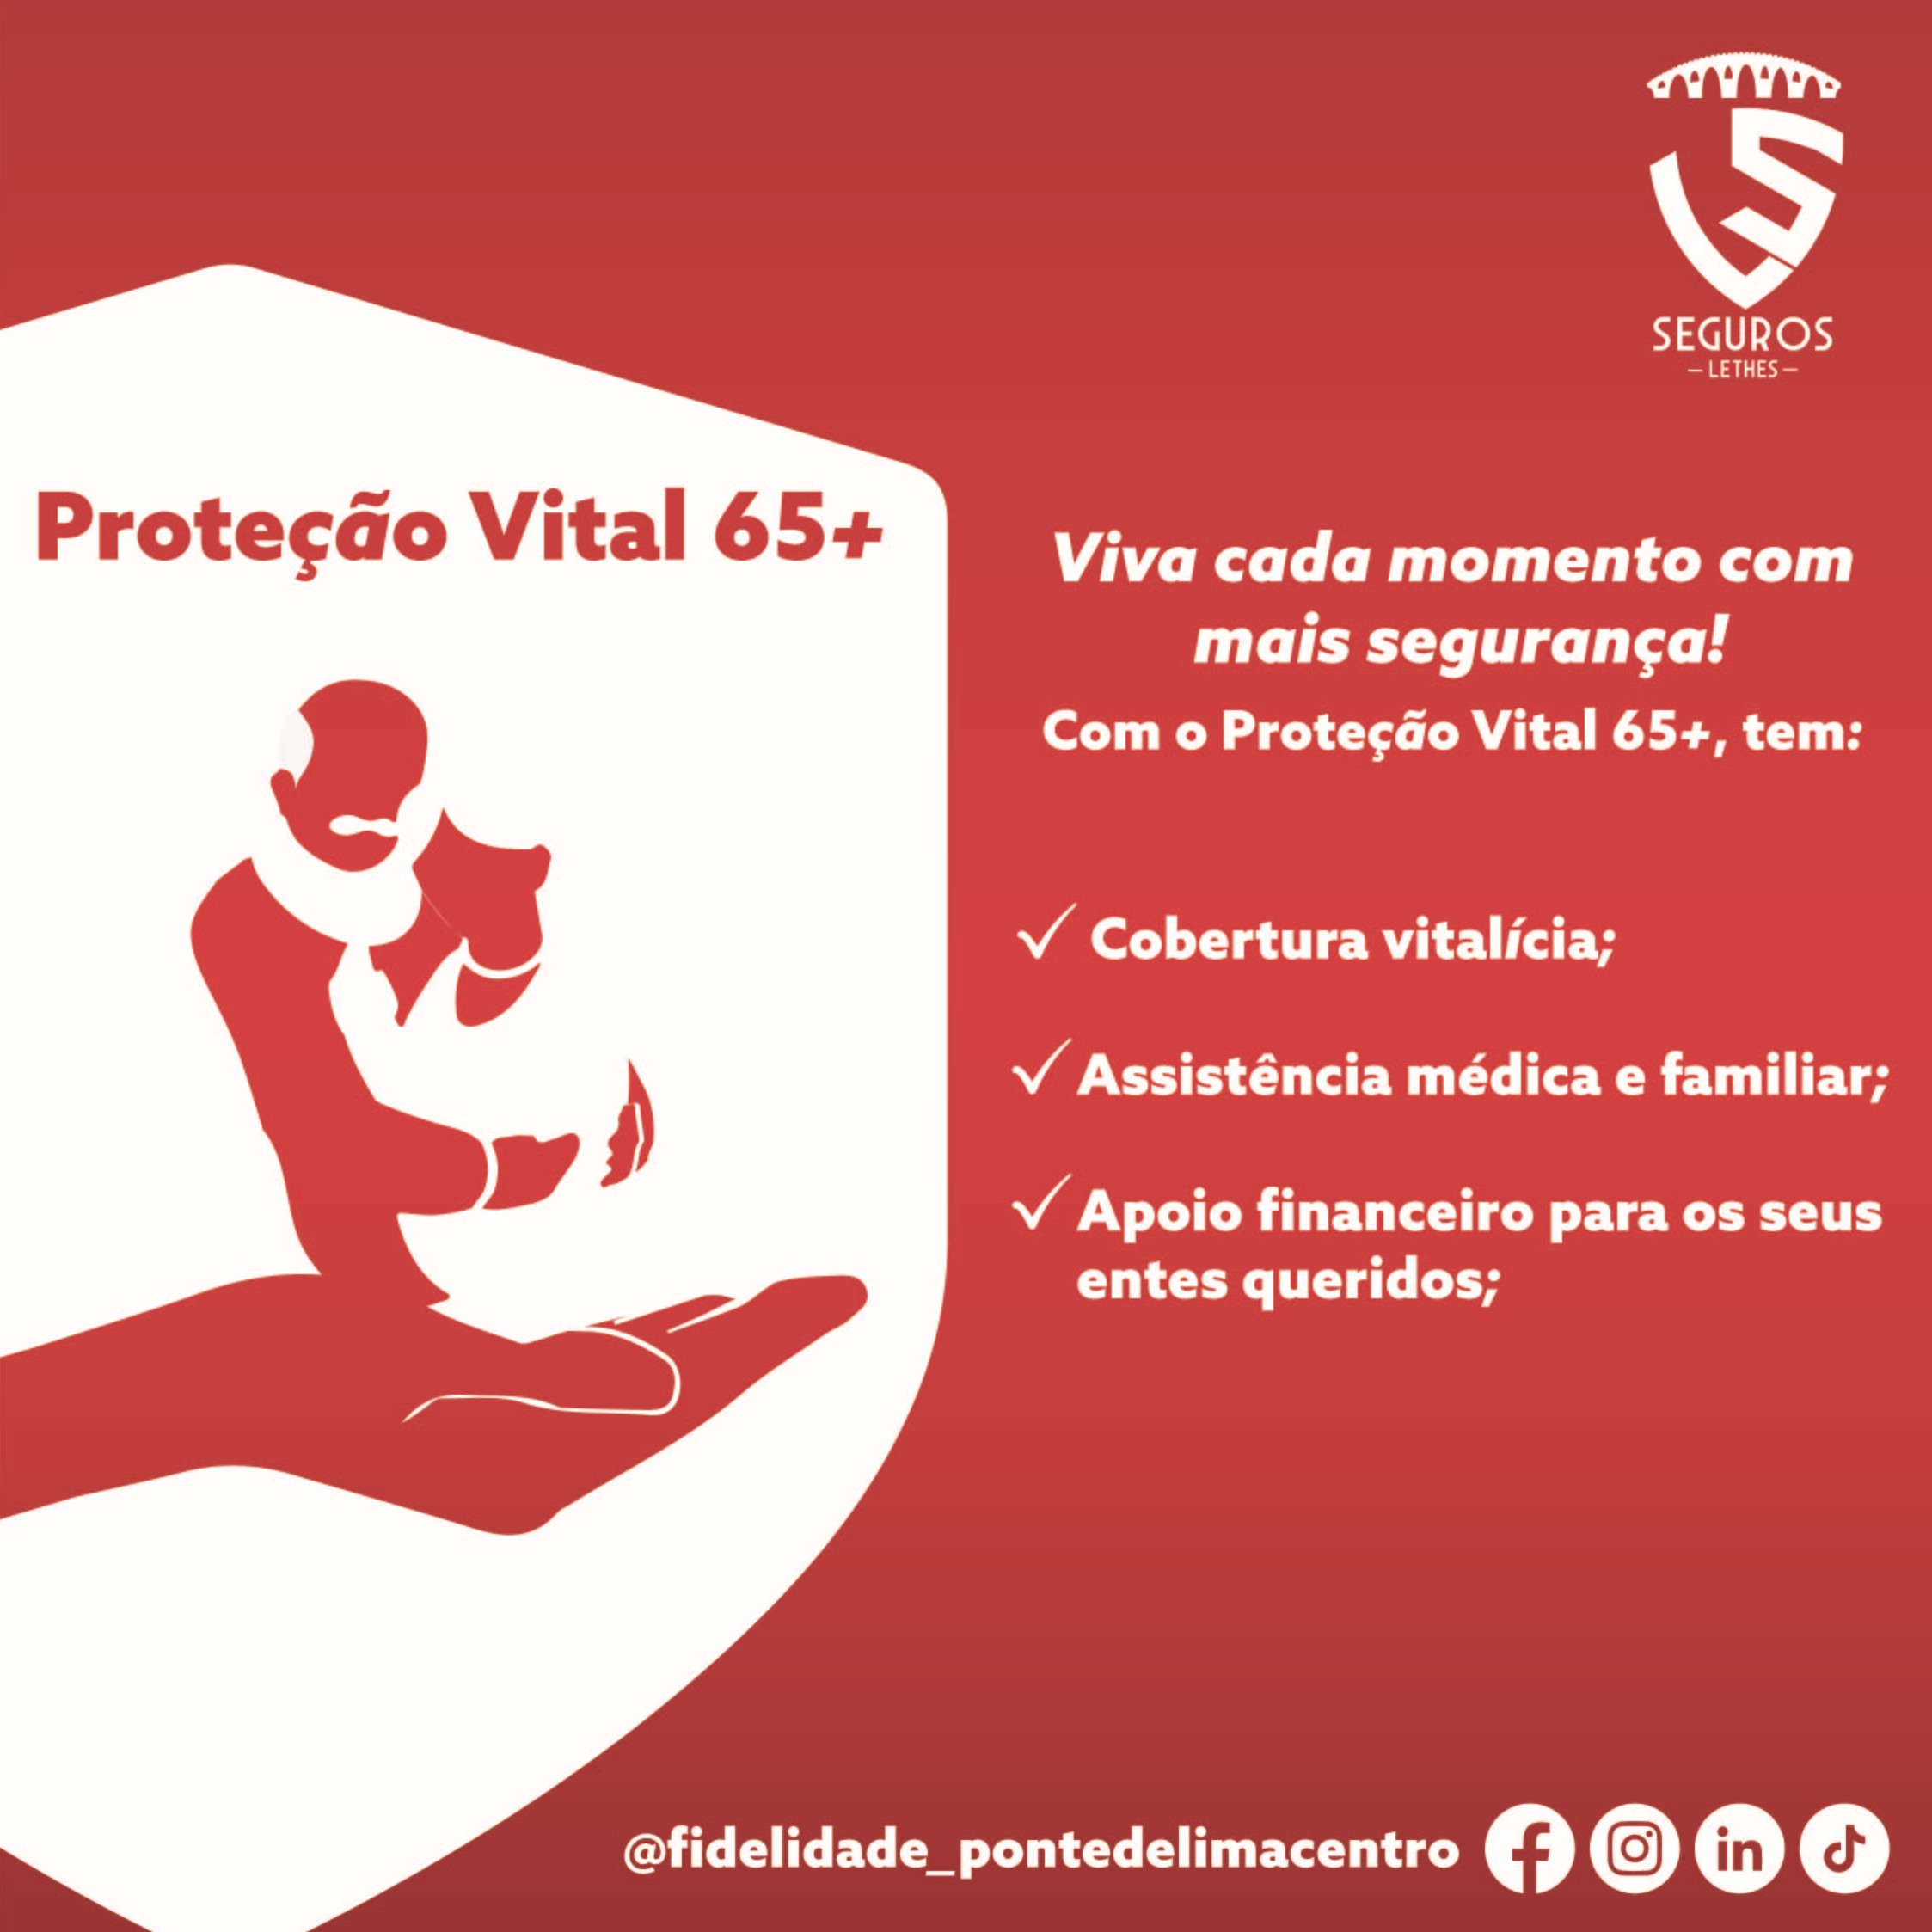 SEGUROS
– LETHES –
Proteção Vital 65+
Viva cada momento com
mais segurança!
Com o Proteção Vital 65+, tem:
✓ Cobertura vitalícia;
✓ Assistência médica e familiar;
✓ Apoio financeiro para os seus
entes queridos;
@fidelidade_pontedelimacentro